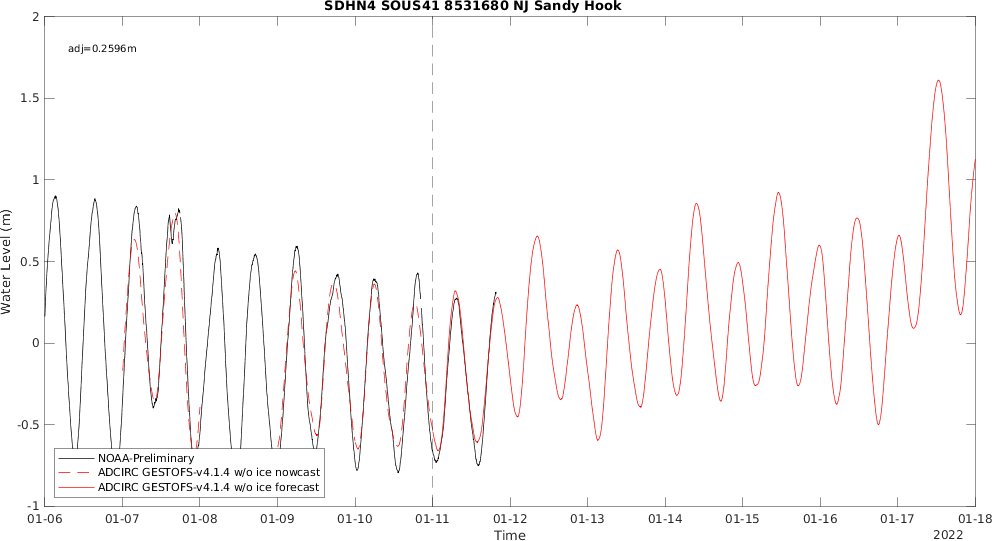 SDHN4 SOUS41 8531680 NJ Sandy Hook
adj=0.2596m
Water Level (m)
2
1.5
1
0.5
0
-0.5
-1
NOAA-Preliminary
ADCIRC GESTOFS-v4.1.4 w/o ice nowcast
ADCIRC GESTOFS-v4.1.4 w/o ice forecast
01-06 01-07 01-08 01-09 01-10 01-11 01-12 01-13 01-14 01-15 01-16 01-17 01-18
Time
2022